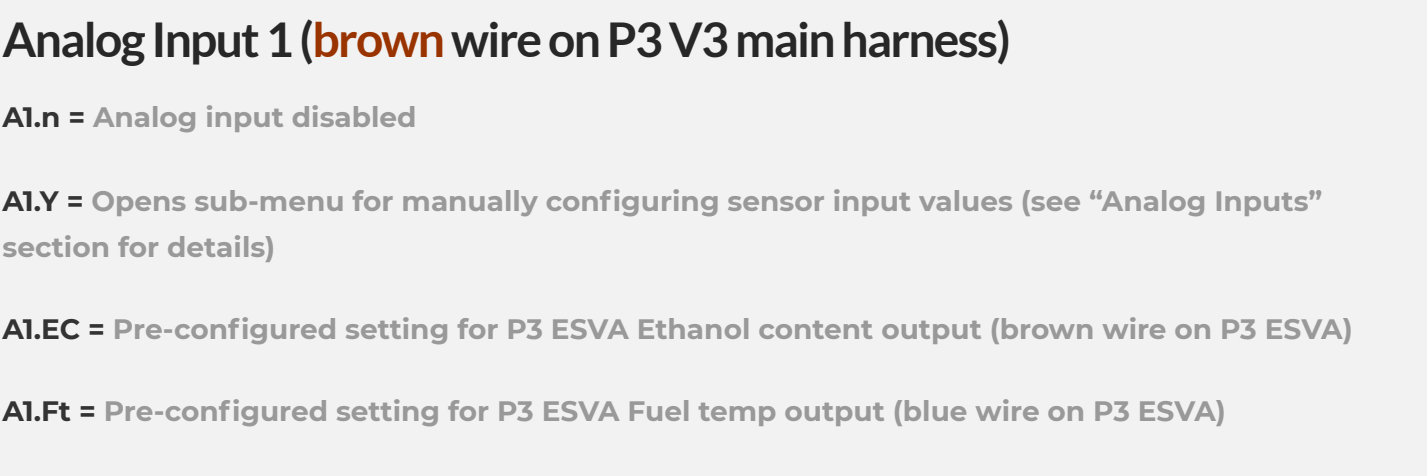 Analog Input 1 (brown wire on P3 V3 main harness)
A1.n = Analog input disabled
A1.Y = Opens sub-menu for manually configuring sensor input values (see “Analog Inputs”
section for details)
A1.EC = Pre-configured setting for P3 ESVA Ethanol content output (brown wire on P3 ESVA)
A1.Ft = Pre-configured setting for P3 ESVA Fuel temp output (blue wire on P3 ESVA)